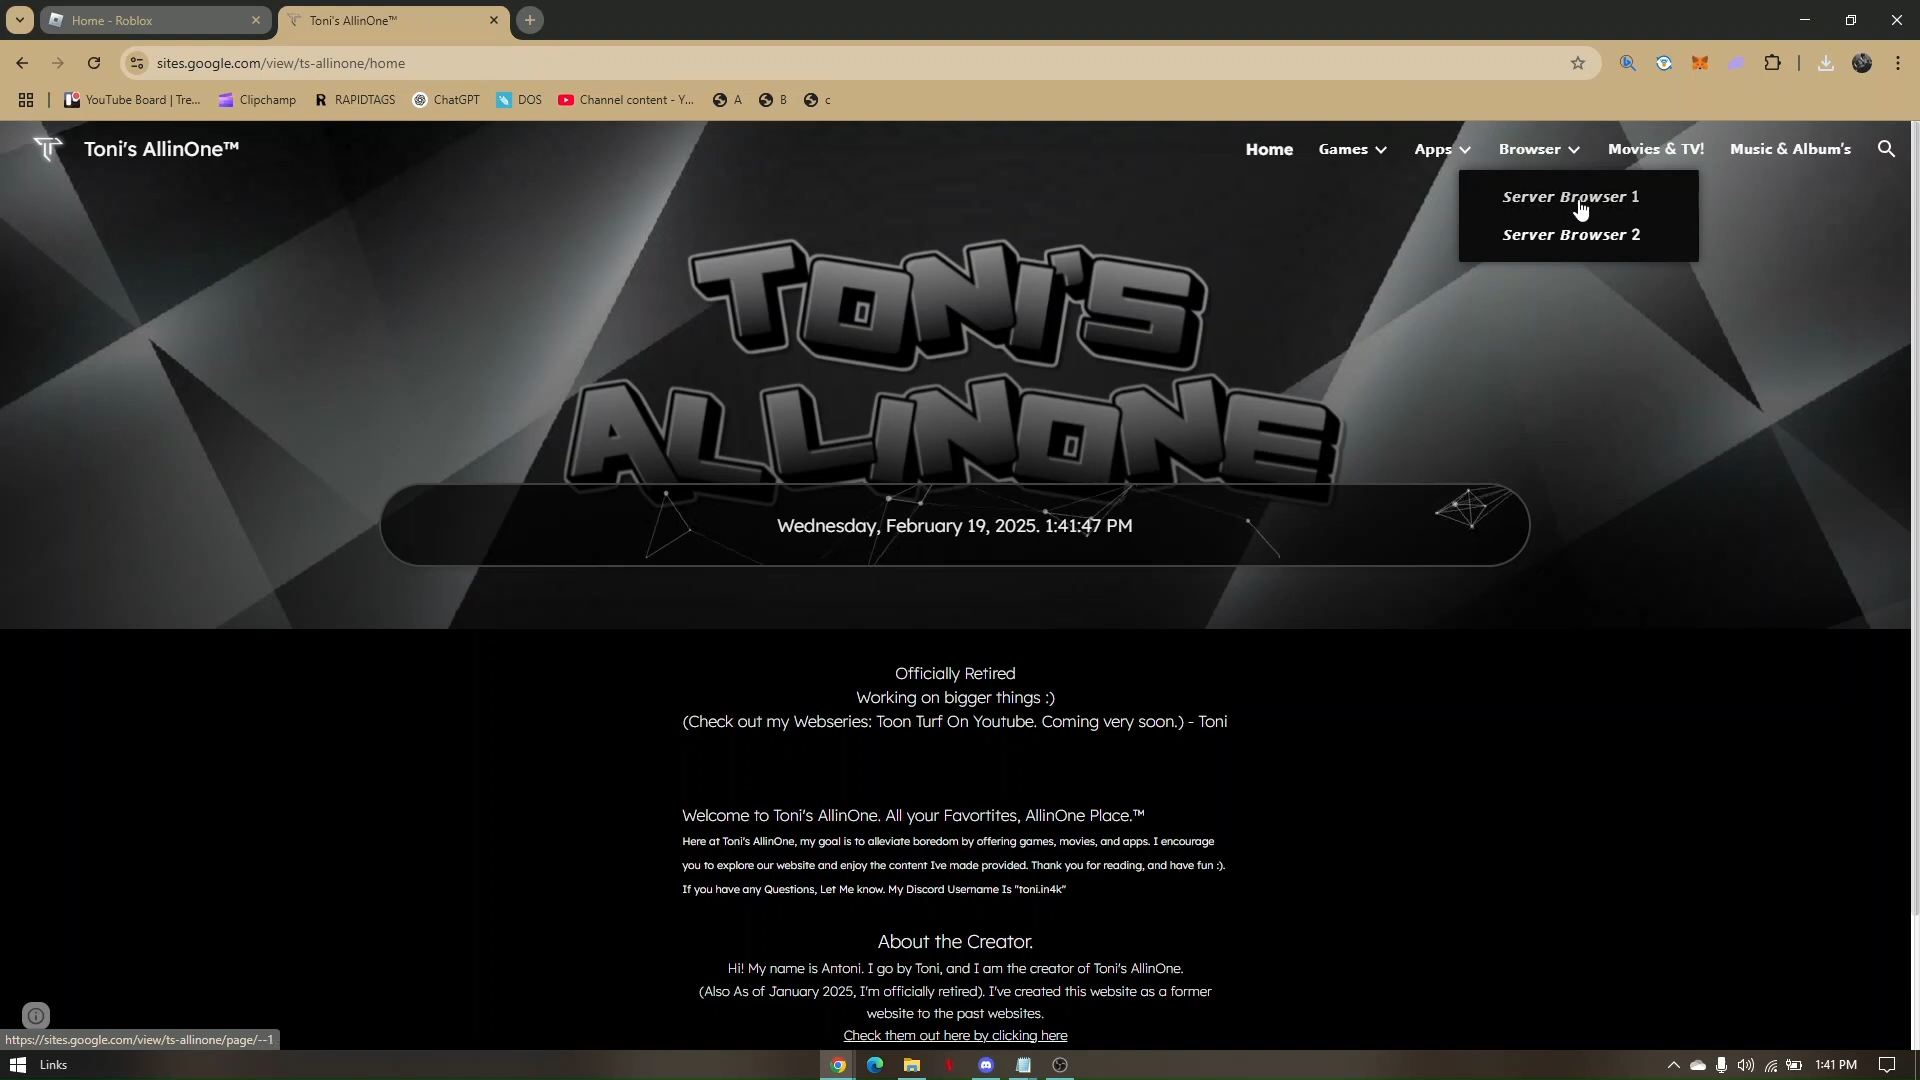 Home - Roblox
Toni's AllinOne™
sites.google.com/view/ts-allinone/home
YouTube Board | Tre...
Clipchamp
RAPIDTAGS
ChatGPT
DOS
Channel content - Y...
A
B
c
Toni's AllinOne™
Home
Games
Apps
Browser
Movies & TV!
Music & Album's
Server Browser 1
Server Browser 2
TONI'S
ALLINONE
Wednesday, February 19, 2025. 1:41:47 PM
Officially Retired
Working on bigger things :)
(Check out my Webseries: Toon Turf On Youtube. Coming very soon.) - Toni
Welcome to Toni's AllinOne. All your Favortites, AllinOne Place.™
Here at Toni's AllinOne, my goal is to alleviate boredom by offering games, movies, and apps. I encourage
you to explore our website and enjoy the content Ive made provided. Thank you for reading, and have fun :).
If you have any Questions, Let Me know. My Discord Username Is "toni.in4k"
About the Creator.
Hi! My name is Antoni. I go by Toni, and I am the creator of Toni's AllinOne.
(Also As of January 2025, I'm officially retired). I've created this website as a former
website to the past websites.
Check them out here by clicking here
https://sites.google.com/view/ts-allinone/page/--1
Links
1:41 PM